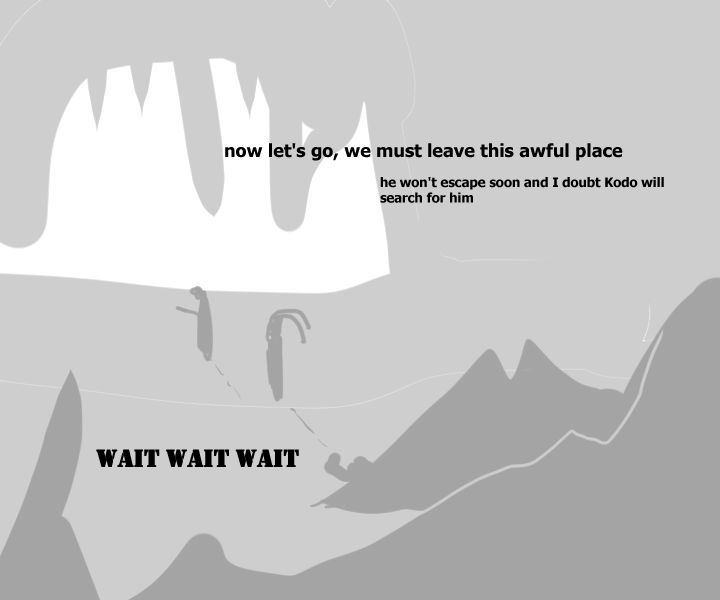 now let's go, we must leave this awful place
he won't escape soon and I doubt Kodo will
search for him
WAIT WAIT WAIT